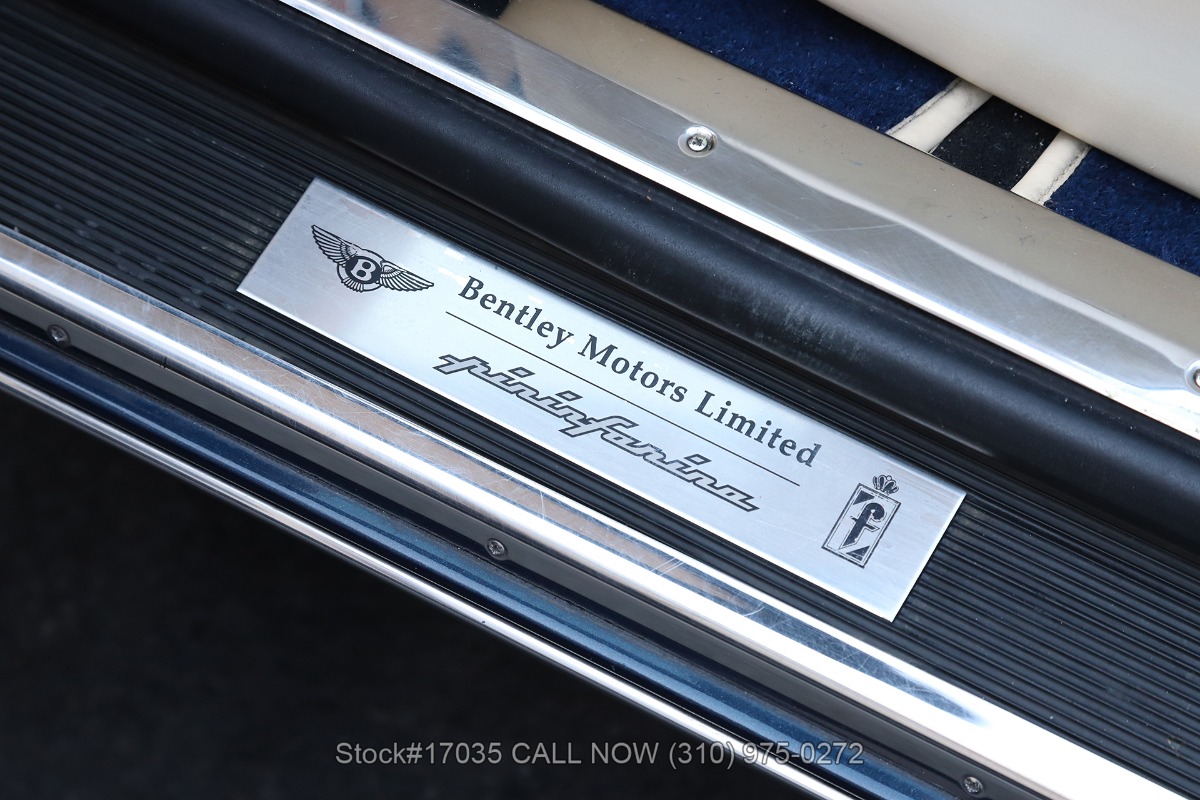 B
Bentley Motors Limited
pininfarina
f
Stock#17035 CALL NOW (310) 975-0272